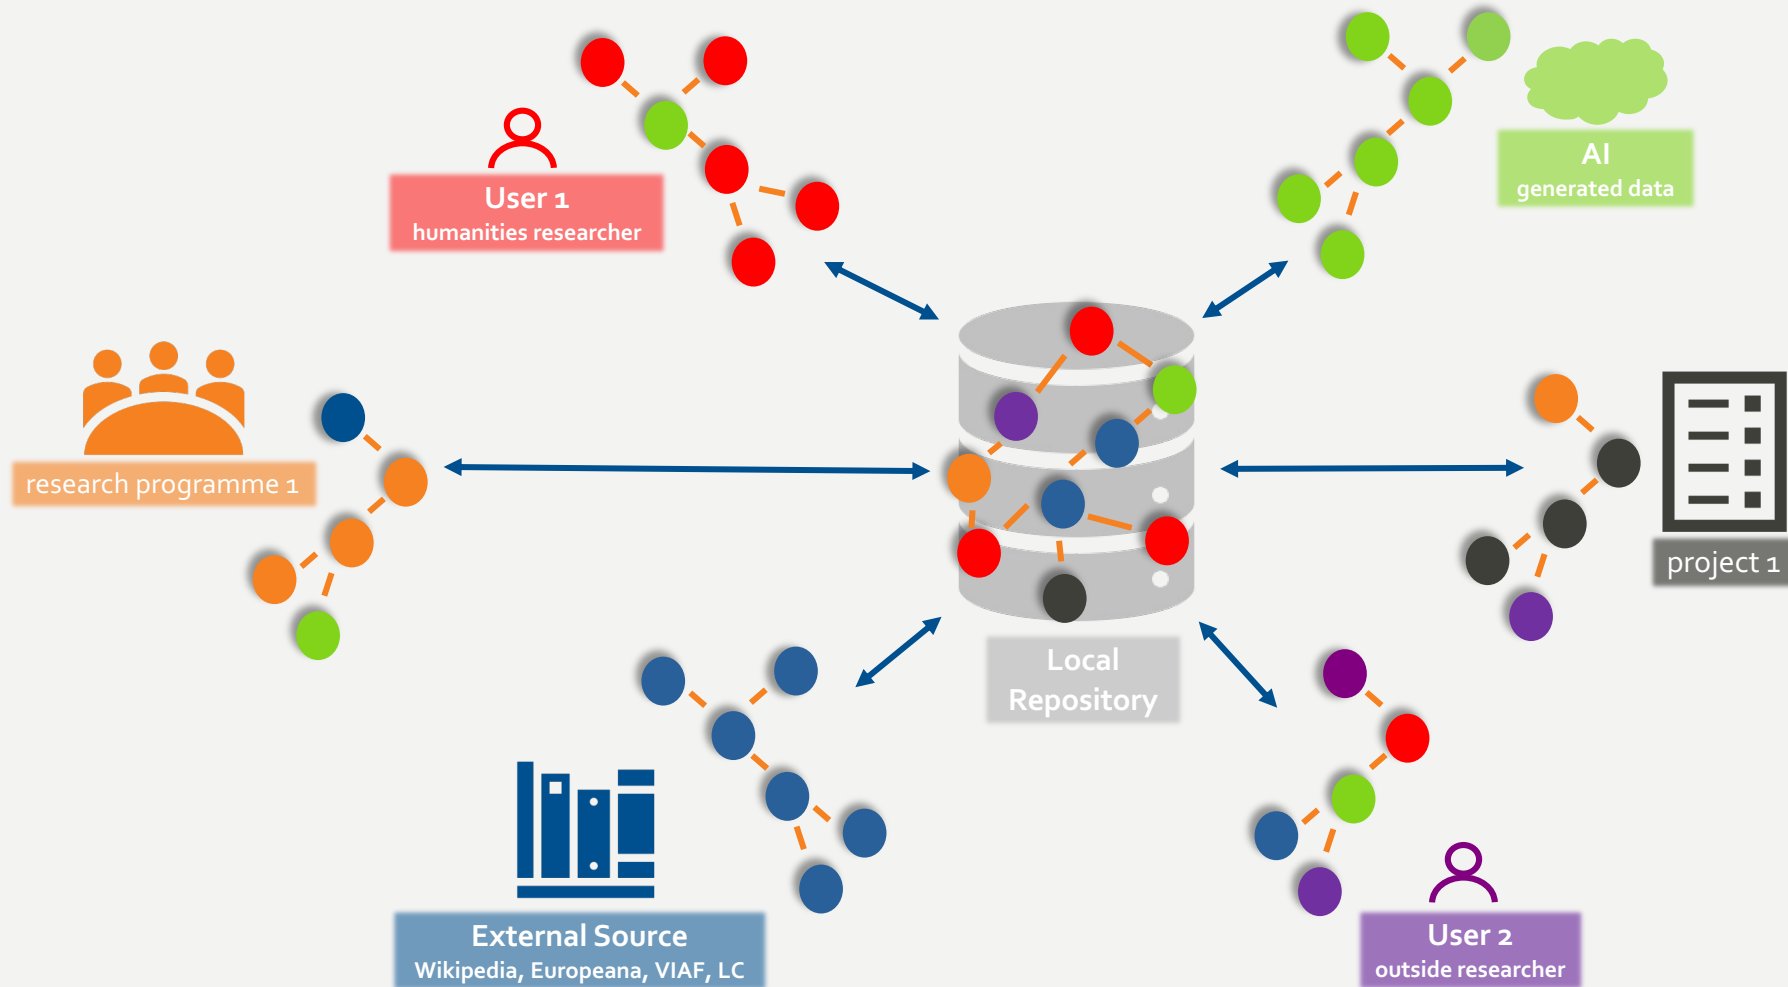 AI
generated data
User 1
humanities researcher
research programme 1
project 1
Local
Repository
External Source
Wikipedia, Europeana, VIAF, LC
User 2
outside researcher